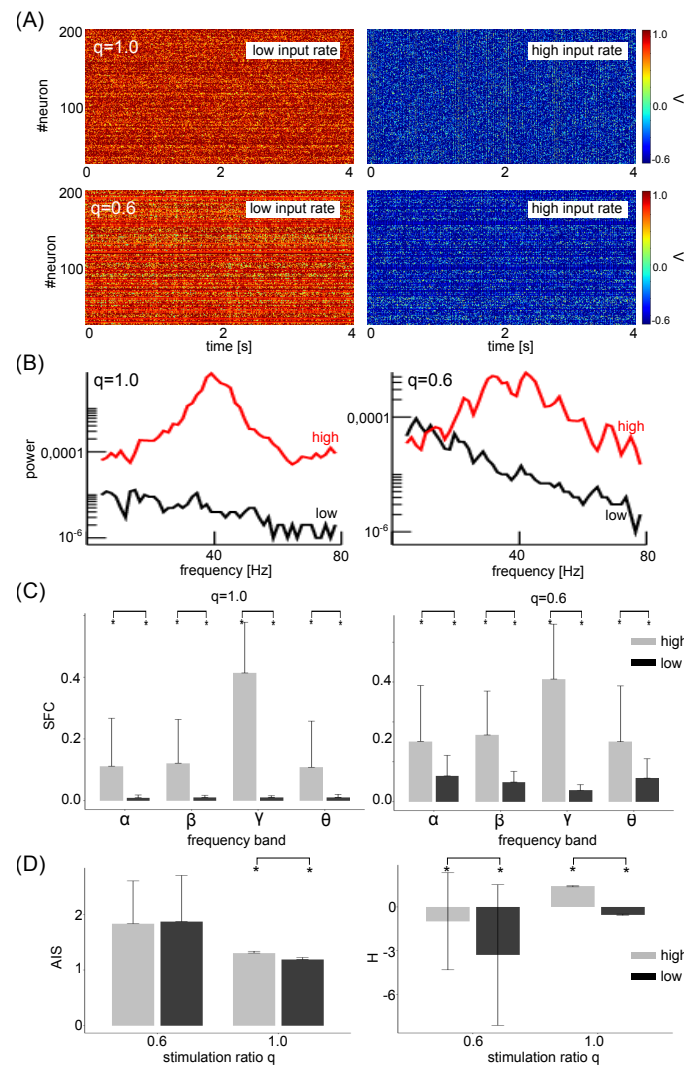 (A)
200
q=1.0
low input rate
high input rate
1.0
#neuron
100
0.0
V
-0.6
0
2
4
0
2
4
200
q=0.6
low input rate
high input rate
1.0
#neuron
100
0.0
V
-0.6
0
2
4
0
2
4
time [s]
time [s]
(B)
q=1.0
q=0.6
high
high
power
0,0001
0,0001
low
low
10-6
10-6
40
80
40
80
frequency [Hz]
frequency [Hz]
(C)
q=1.0
q=0.6
* * * * * * * *
* * * * * * * *
high
low
SFC
0.4
0.2
0.0
0.4
0.2
0.0
α β γ θ
α β γ θ
frequency band
frequency band
(D)
* *
* * * *
AIS
2
1
0
H
0
-3
-6
high
low
0.6
1.0
0.6
1.0
stimulation ratio q
stimulation ratio q